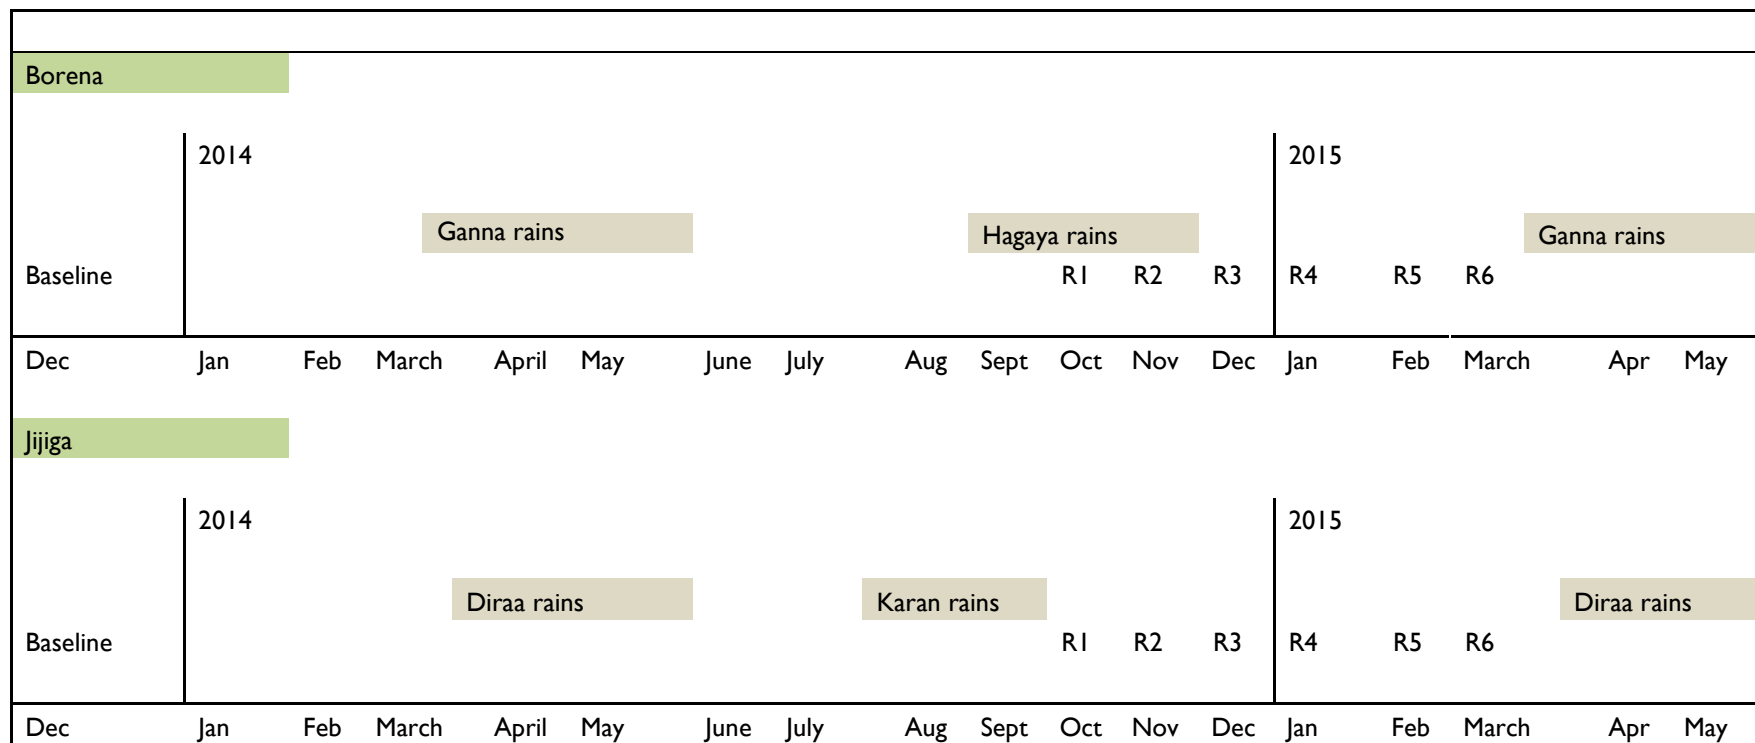 Borena
2014 2015
Ganna rains Hagaya rains Ganna rains
Baseline R1 R2 R3 R4 R5 R6
Dec Jan Feb March April May June July Aug Sept Oct Nov Dec Jan Feb March Apr May
Jijiga
2014 2015
Diraa rains Karan rains Diraa rains
Baseline R1 R2 R3 R4 R5 R6
Dec Jan Feb March April May June July Aug Sept Oct Nov Dec Jan Feb March Apr May